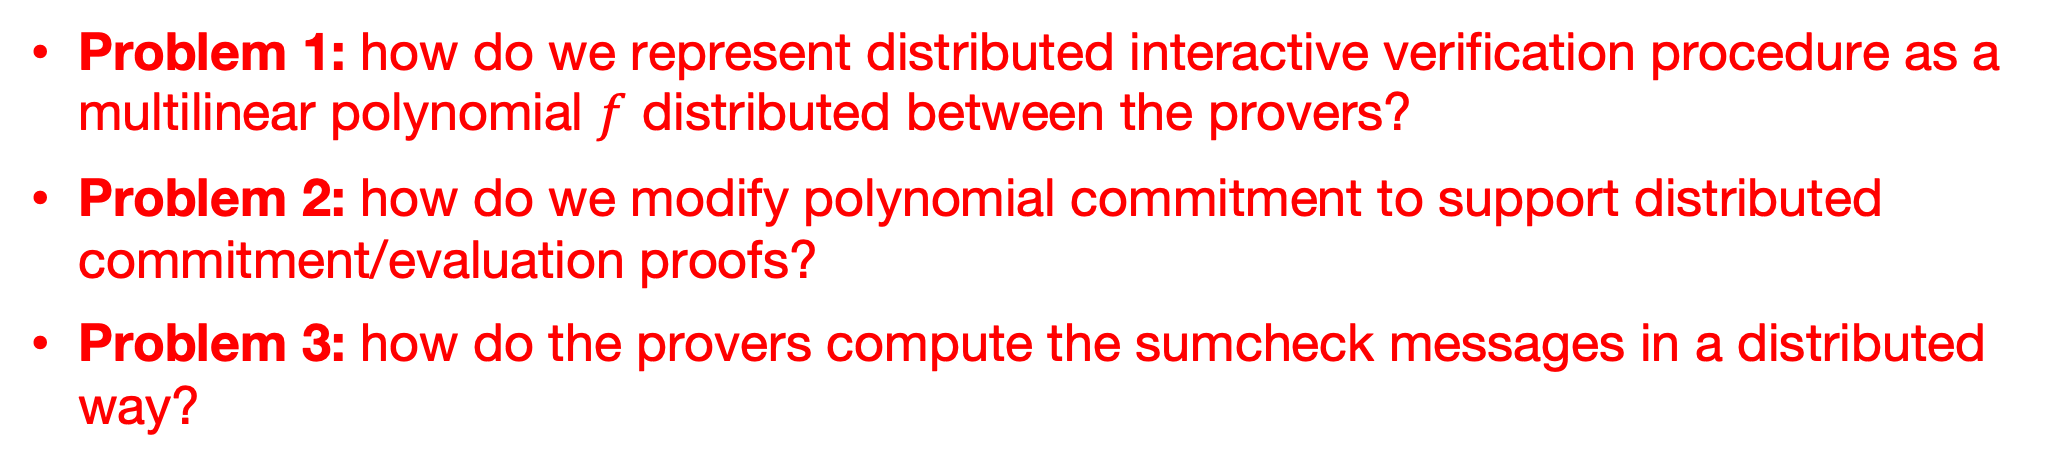 • Problem 1: how do we represent distributed interactive verification procedure as a
multilinear polynomial f distributed between the provers?
• Problem 2: how do we modify polynomial commitment to support distributed
commitment/evaluation proofs?
• Problem 3: how do the provers compute the sumcheck messages in a distributed
way?